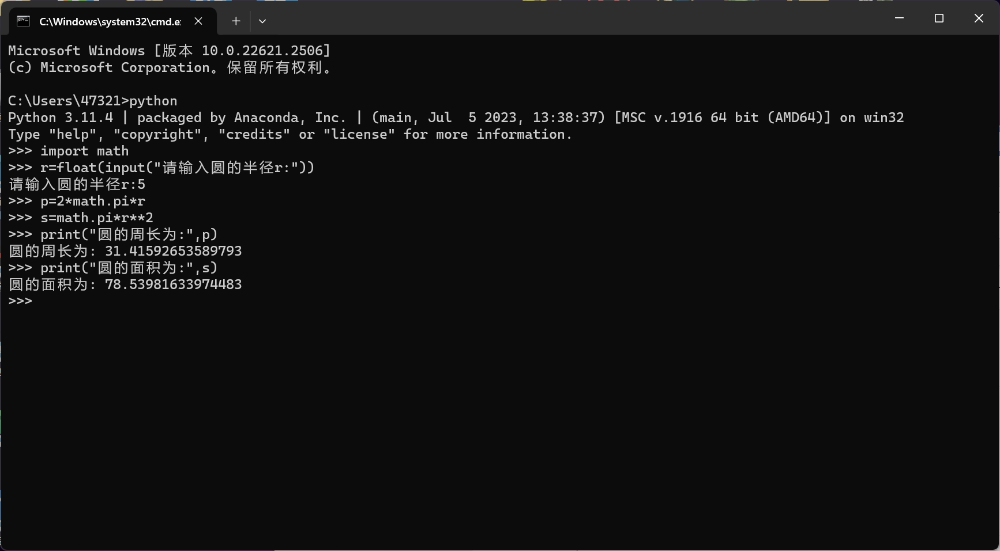 C:\Windows\system32\cmd.e
Microsoft Windows [版本 10.0.22621.2506]
(c) Microsoft Corporation。保留所有权利。
C:\Users\47321>python
Python 3.11.4 | packaged by Anaconda, Inc. | (main, Jul  5 2023, 13:38:37) [MSC v.1916 64 bit (AMD64)] on win32
Type "help", "copyright", "credits" or "license" for more information.
>>> import math
>>> r=float(input("请输入圆的半径r:"))
请输入圆的半径r:5
>>> p=2*math.pi*r
>>> s=math.pi*r**2
>>> print("圆的周长为:",p)
圆的周长为: 31.41592653589793
>>> print("圆的面积为:",s)
圆的面积为: 78.53981633974483
>>>